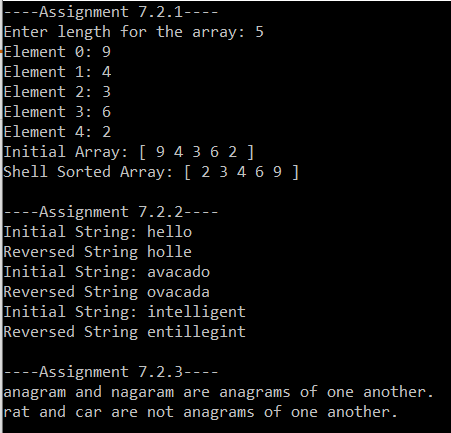 ----Assignment 7.2.1----
Enter length for the array: 5
Element 0: 9
Element 1: 4
Element 2: 3
Element 3: 6
Element 4: 2
Initial Array: [ 9 4 3 6 2 ]
Shell Sorted Array: [ 2 3 4 6 9 ]
----Assignment 7.2.2----
Initial String: hello
Reversed String holle
Initial String: avacado
Reversed String ovacada
Initial String: intelligent
Reversed String entillegint
----Assignment 7.2.3----
anagram and nagaram are anagrams of one another.
rat and car are not anagrams of one another.